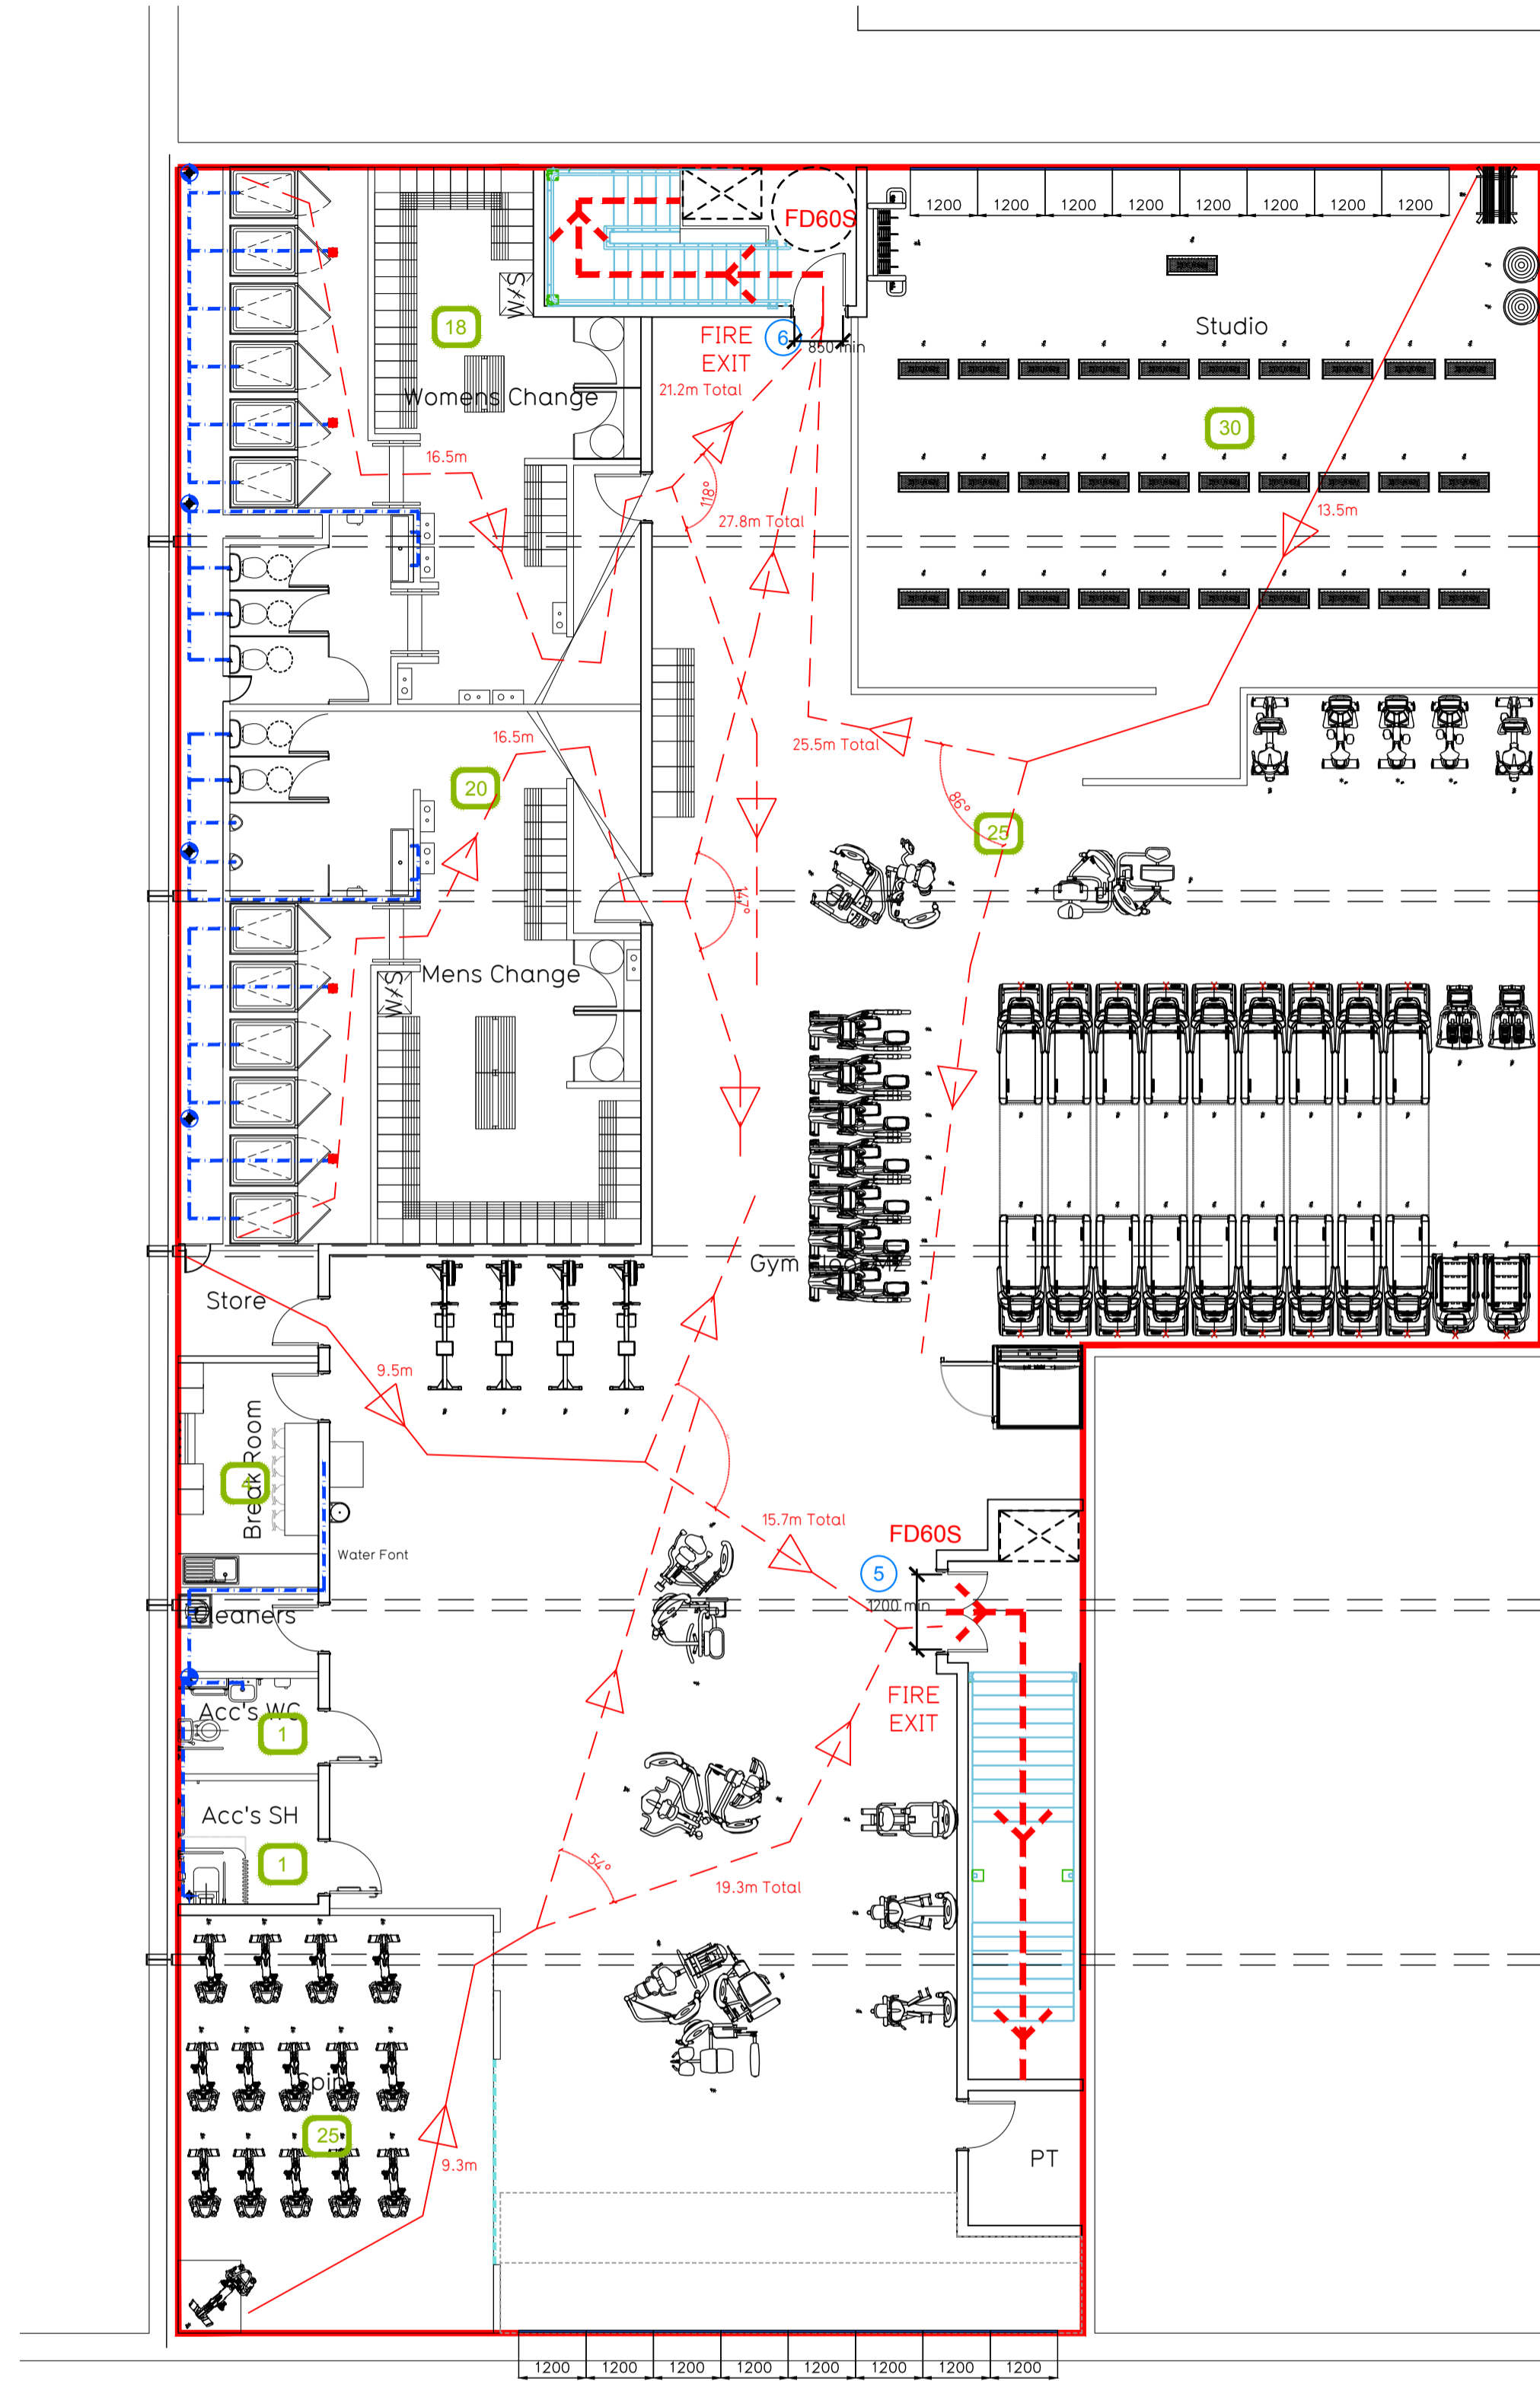 1200 1200 1200 1200 1200 1200 1200 1200
FD60S
W/S
18
FIRE
EXIT
6
850 min
Studio
21.2m Total
Womens Change
30
16.5m
118°
27.8m Total
13.5m
16.5m
25.5m Total
20
86°
25
147°
Mens Change
W/S
Store
9.5m
Break Room
4
15.7m Total
FD60S
Water Font
5
1200 min
Cleaners
FIRE
EXIT
Acc's WC
1
Acc's SH
1
54°
19.3m Total
Spin
25
9.3m
PT
1200 1200 1200 1200 1200 1200 1200 1200